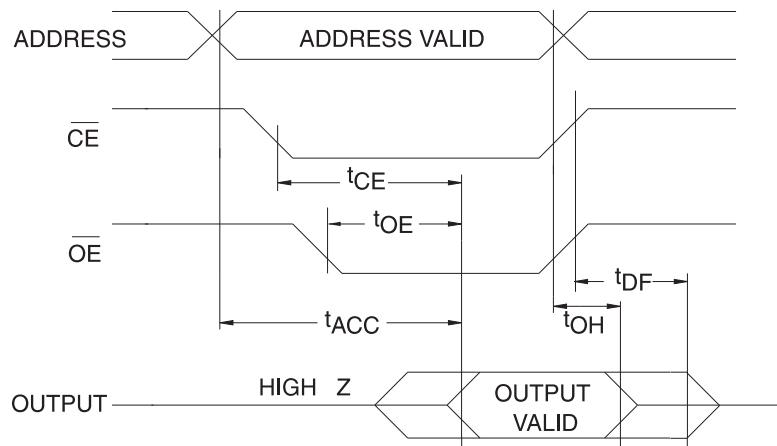 ADDRESS
ADDRESS VALID
CE
tCE
tOE
OE
tDF
tACC
tOH
HIGH Z
OUTPUT
OUTPUT
VALID